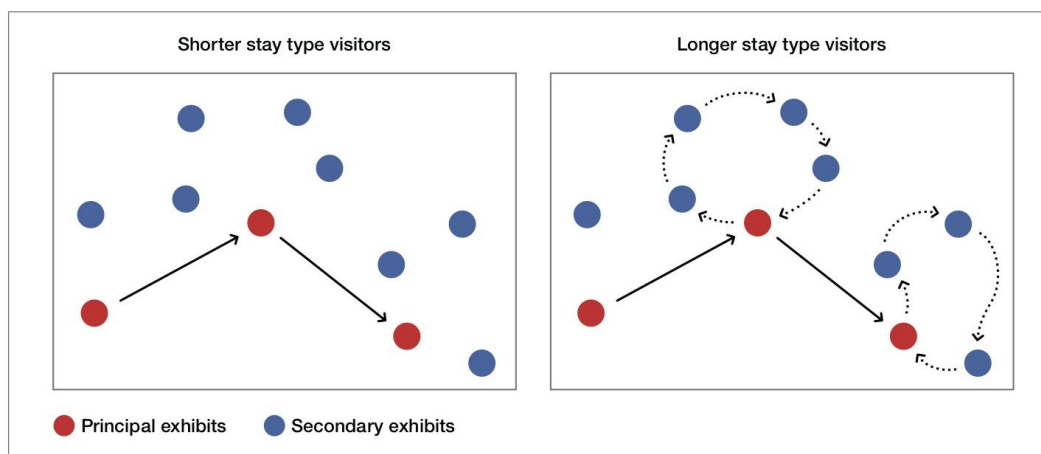 Shorter stay type visitors
Longer stay type visitors
Principal exhibits
Secondary exhibits